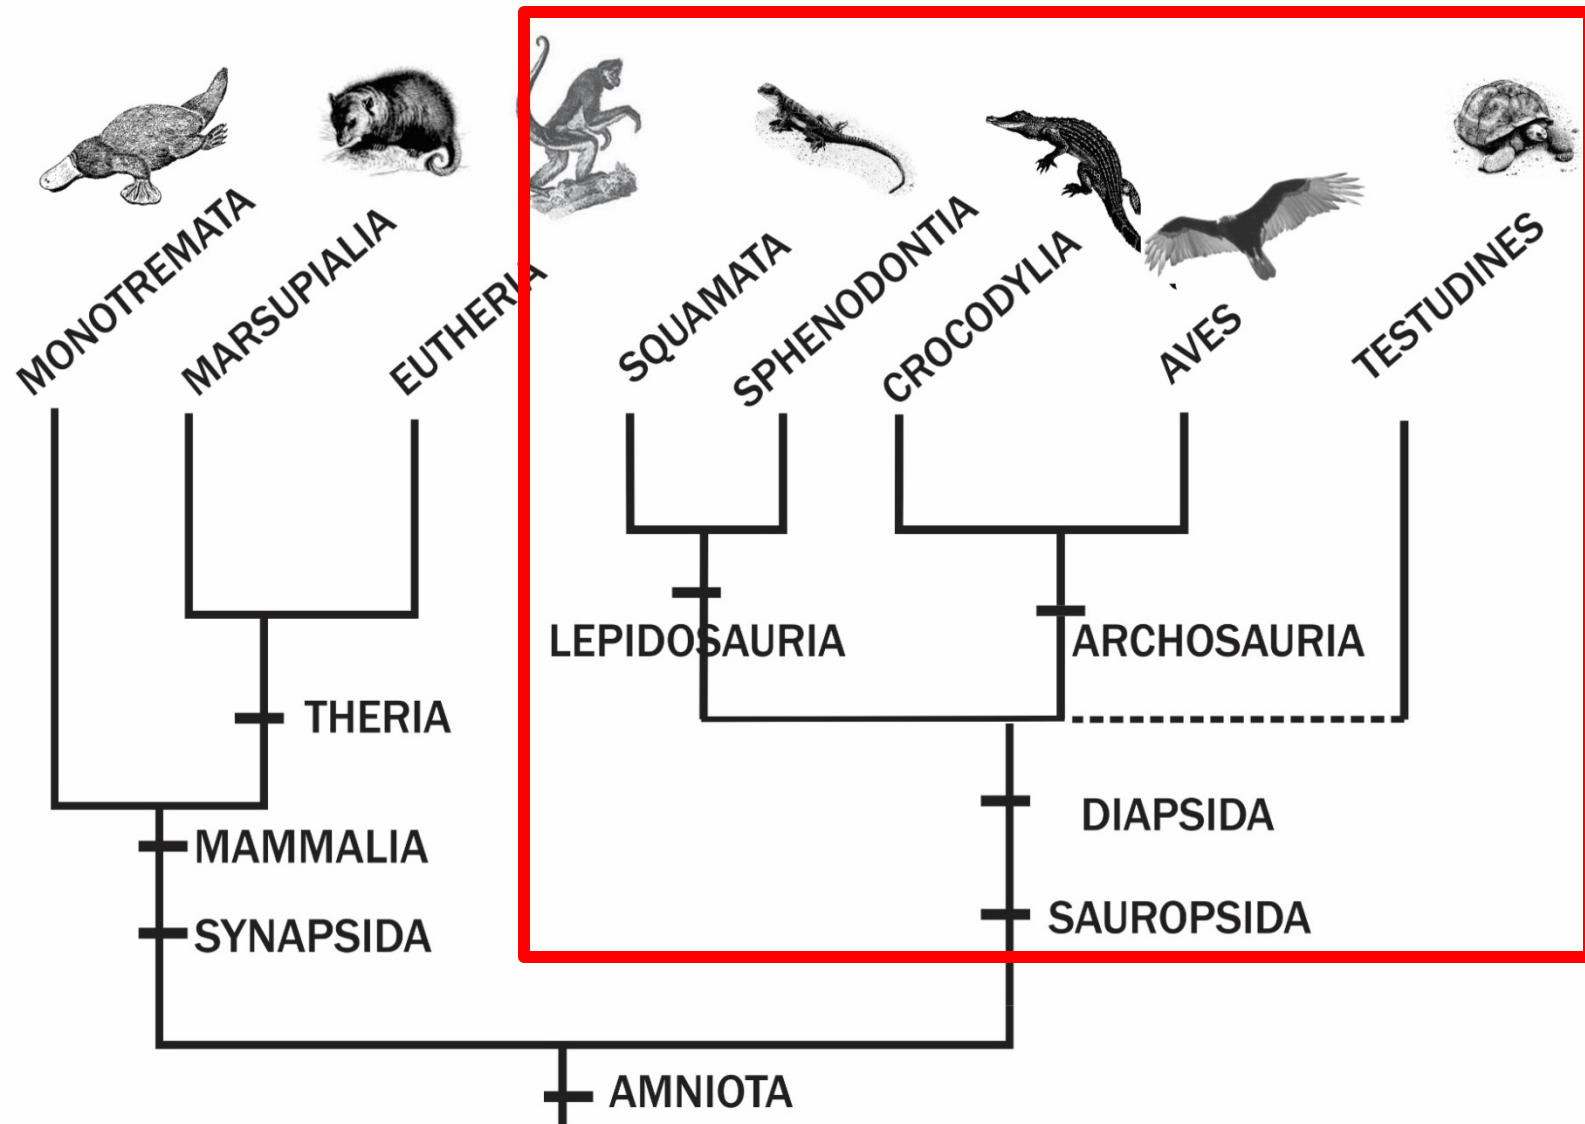 MONOTREMATA
MARSUPIALIA
EUTHERIA
SQUAMATA
SPHENODONTIA
CROCODYLIA
AVES
TESTUDINES
LEPIDOSAURIA
ARCHOSAURIA
THERIA
DIAPSIDA
MAMMALIA
SAUROPSIDA
SYNAPSIDA
AMNIOTA